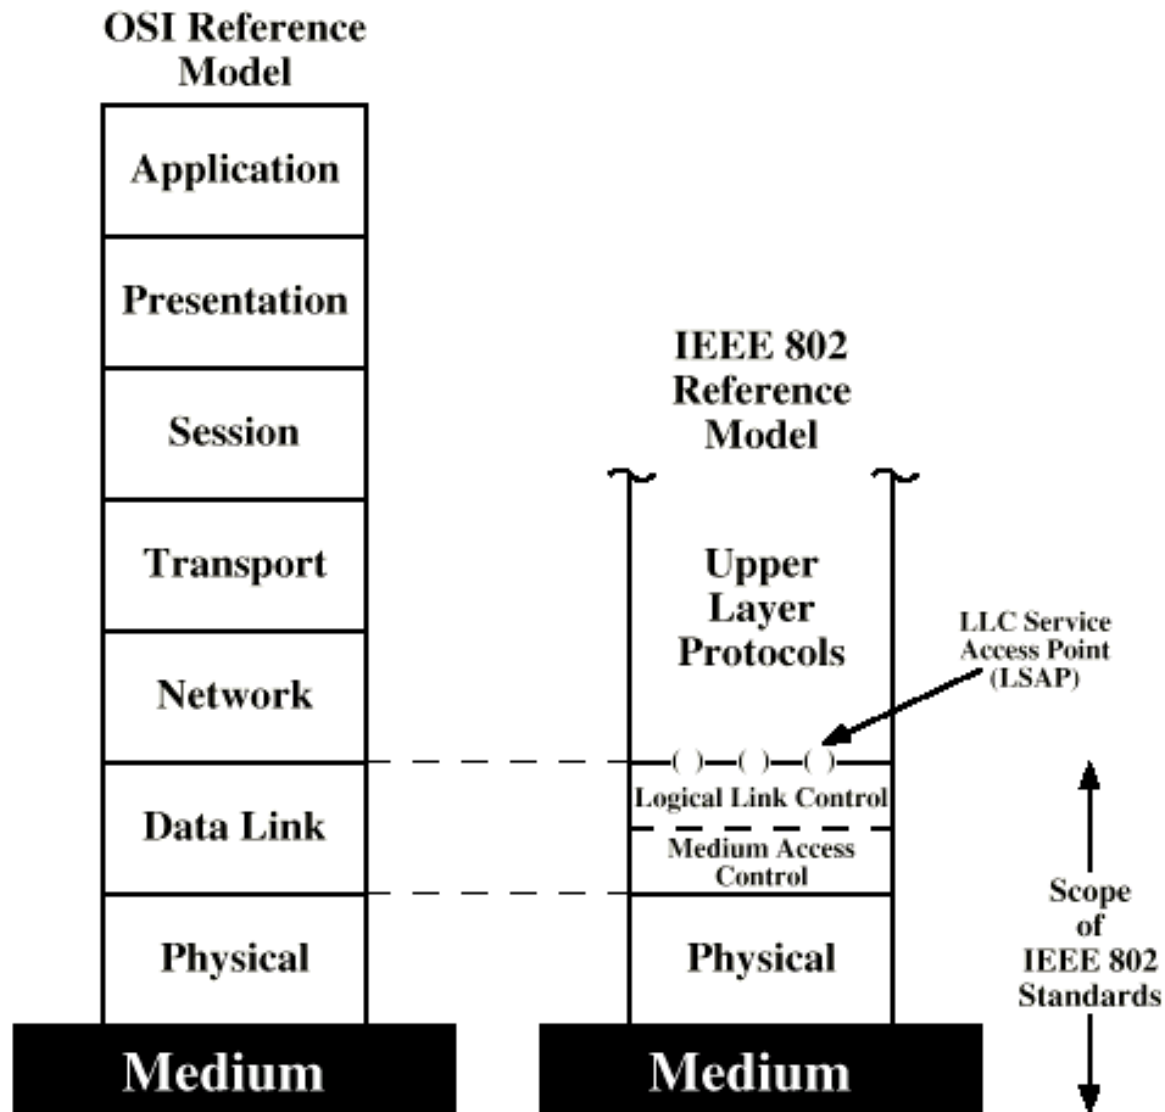 OSI Reference
Model
Application
Presentation
Session
Transport
Network
Data Link
Physical
Medium
IEEE 802
Reference
Model
Upper
Layer
Protocols
LLC Service
Access Point
(LSAP)
Logical Link Control
Medium Access
Control
Physical
Medium
Scope
of
IEEE 802
Standards